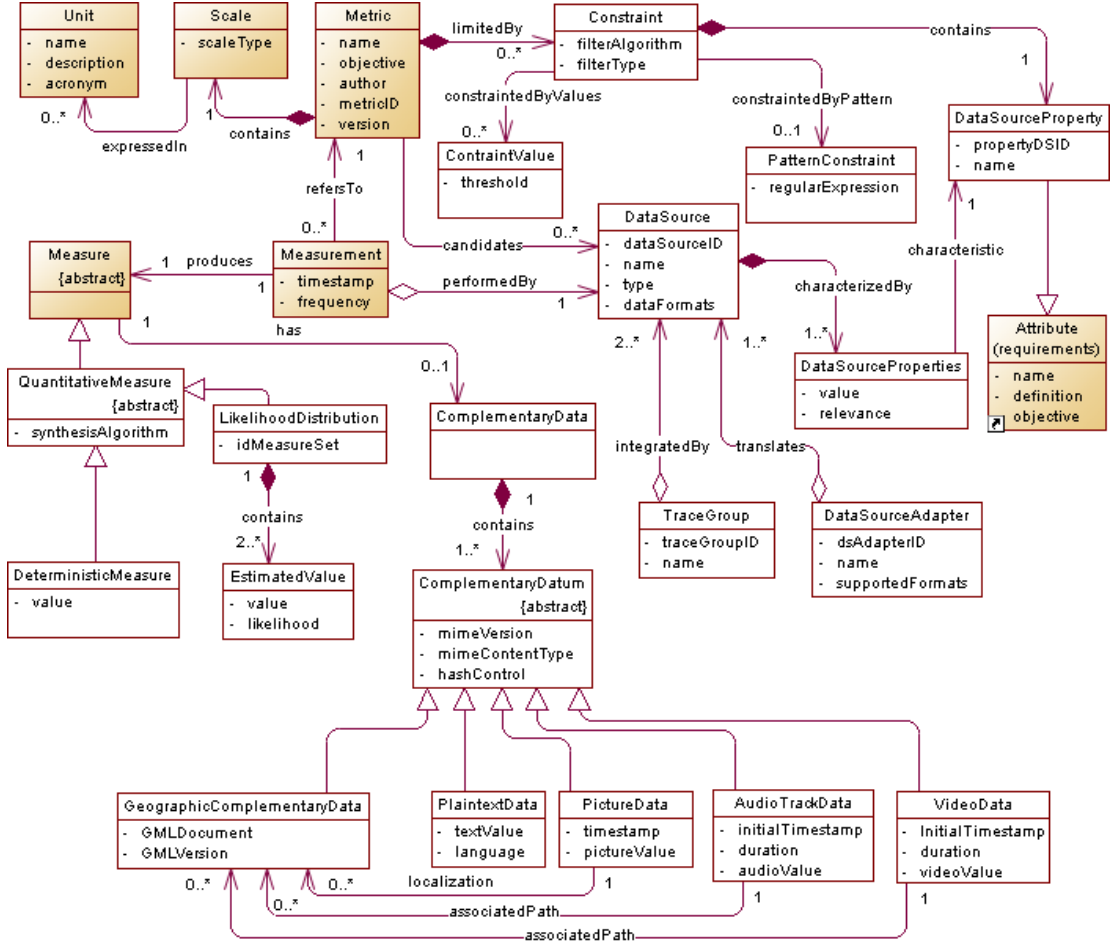 Unit
- name
- description
- acronym
Scale
- scaleType
Metric
- name
- objective
- author
- metricID
- version
limitedBy
0..*
Constraint
- filterAlgorithm
- filterType
contains
1
0..*
expressedIn
1
contains
constraintedByValues
0..*
constraintedByPattern
0..1
DataSourceProperty
- propertyDSID
- name
ContraintValue
- threshold
PatternConstraint
- regularExpression
1
refersTo
0..*
candidates
0..*
DataSource
- dataSourceID
- name
- type
- dataFormats
1
characteristic
Measure
{abstract}
1
produces
1
Measurement
- timestamp
- frequency
performedBy
1
characterizedBy
1..*
1
has
0..1
2..*
1..*
Attribute
(requirements)
- name
- definition
- objective
DataSourceProperties
- value
- relevance
QuantitativeMeasure
{abstract}
- synthesisAlgorithm
LikelihoodDistribution
- idMeasureSet
ComplementaryData
integratedBy
translates
1
contains
2..*
1
contains
1..*
TraceGroup
- traceGroupID
- name
DataSourceAdapter
- dsAdapterID
- name
- supportedFormats
DeterministicMeasure
- value
EstimatedValue
- value
- likelihood
ComplementaryDatum
{abstract}
- mimeVersion
- mimeContentType
- hashControl
GeographicComplementaryData
- GMLDocument
- GMLVersion
PlaintextData
- textValue
- language
PictureData
- timestamp
- pictureValue
AudioTrackData
- initialTimestamp
- duration
- audioValue
VideoData
- InitialTimestamp
- duration
- videoValue
0..*
0..*
localization
1
0..*
associatedPath
1
associatedPath
1